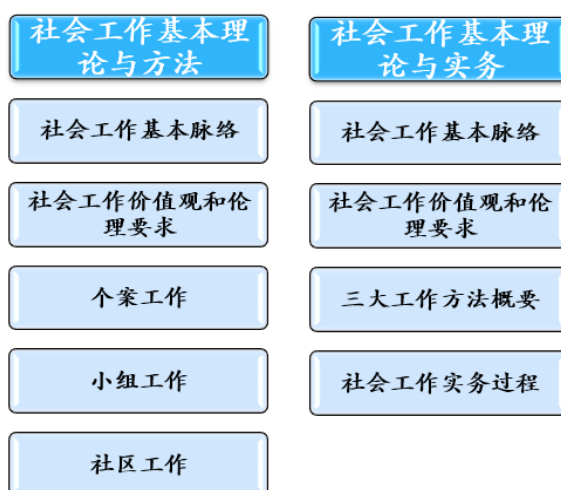 社会工作基本理
论与方法
社会工作基本脉络
社会工作价值观和伦
理要求
个案工作
小组工作
社区工作
社会工作基本理
论与实务
社会工作基本脉络
社会工作价值观和伦
理要求
三大工作方法概要
社会工作实务过程